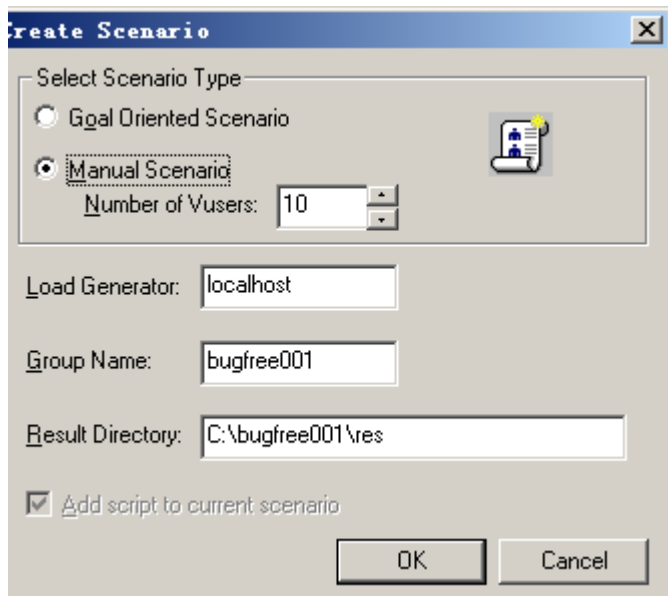 Create Scenario
Select Scenario Type
Goal Oriented Scenario
Manual Scenario
Number of Vusers: 10
Load Generator: localhost
Group Name: bugfree001
Result Directory: C:\bugfree001\res
Add script to current scenario
OK Cancel